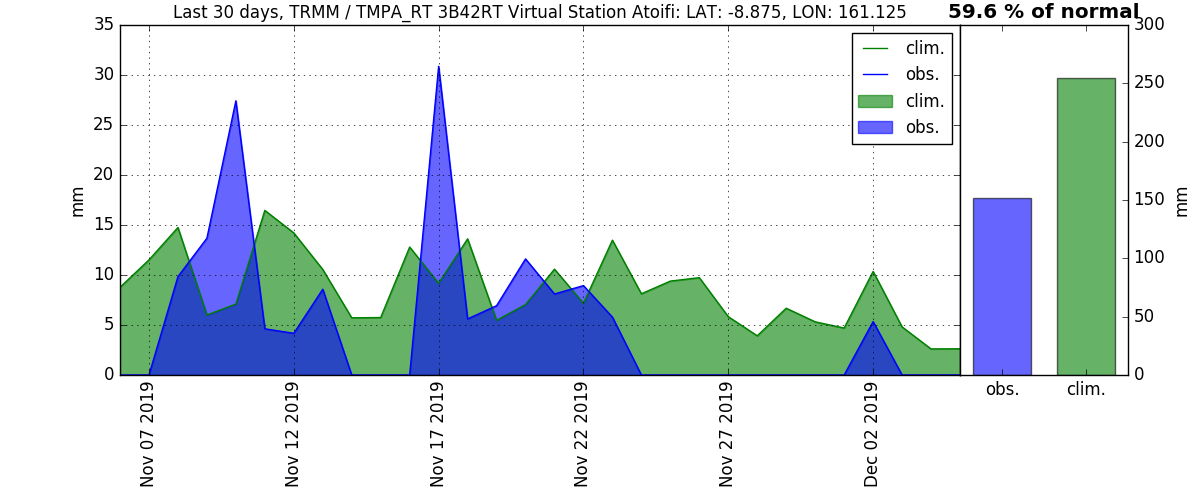 Last 30 days, TRMM / TMPA_RT 3B42RT Virtual Station Atoifi: LAT: -8.875, LON: 161.125
59.6 % of normal
35
30
25
20
15
10
5
0
mm
clim.
obs.
clim.
obs.
Nov 07 2019
Nov 12 2019
Nov 17 2019
Nov 22 2019
Nov 27 2019
Dec 02 2019
300
250
200
150
100
50
0
mm
obs.
clim.